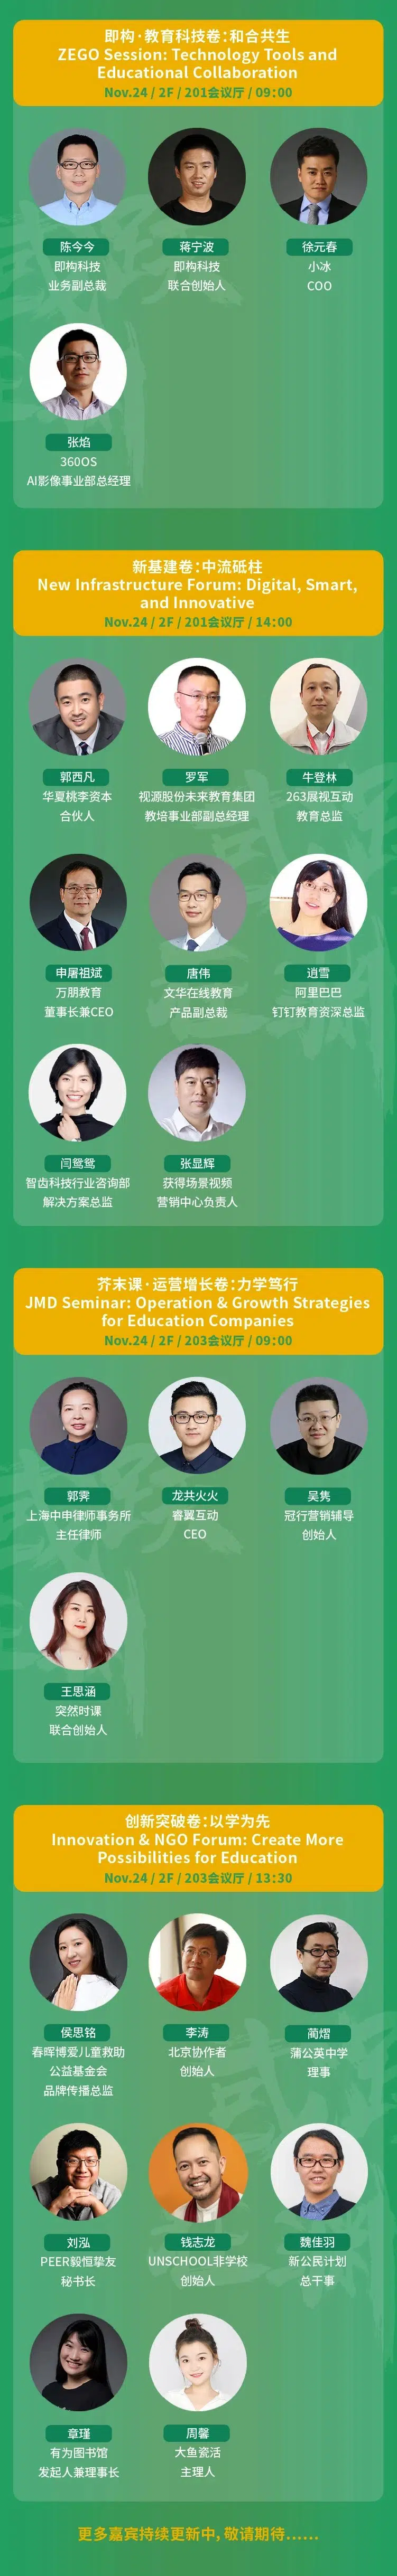 即构·教育科技卷：和合共生
ZEGO Session: Technology Tools and
Educational Collaboration
Nov.24 / 2F / 201会议厅 / 09：00
陈今今 蒋宁波 徐元春
即构科技 即构科技 小冰
业务副总裁 联合创始人 COO
张焰
360OS
AI影像事业部总经理
新基建卷：中流砥柱
New Infrastructure Forum: Digital, Smart,
and Innovative
Nov.24 / 2F / 201会议厅 / 14：00
郭西凡 罗军 牛登林
华夏桃李资本 视源股份未来教育集团 263展视互动
合伙人 教培事业部副总经理 教育总监
申屠祖斌 唐伟 逍雪
万朋教育 文华在线教育 阿里巴巴
董事长兼CEO 产品副总裁 钉钉教育资深总监
闫鸳鸳 张显辉
智齿科技行业咨询部 获得场景视频
解决方案总监 营销中心负责人
芥末课·运营增长卷：力学笃行
JMD Seminar: Operation & Growth Strategies
for Education Companies
Nov.24 / 2F / 203会议厅 / 09：00
郭霁 龙共火火 吴隽
上海中申律师事务所 睿翼互动 冠行营销辅导
主任律师 CEO 创始人
王思涵
突然时课
联合创始人
创新突破卷：以学为先
Innovation & NGO Forum: Create More
Possibilities for Education
Nov.24 / 2F / 203会议厅 / 13：30
侯思铭 李涛 蔺熠
春晖博爱儿童救助 北京协作者 蒲公英中学
公益基金会 创始人 理事
品牌传播总监
刘泓 钱志龙 魏佳羽
PEER毅恒挚友 UNSCHOOL非学校 新公民计划
秘书长 创始人 总干事
章瑾 周馨
有为图书馆 大鱼瓷活
发起人兼理事长 主理人
更多嘉宾持续更新中，敬请期待......